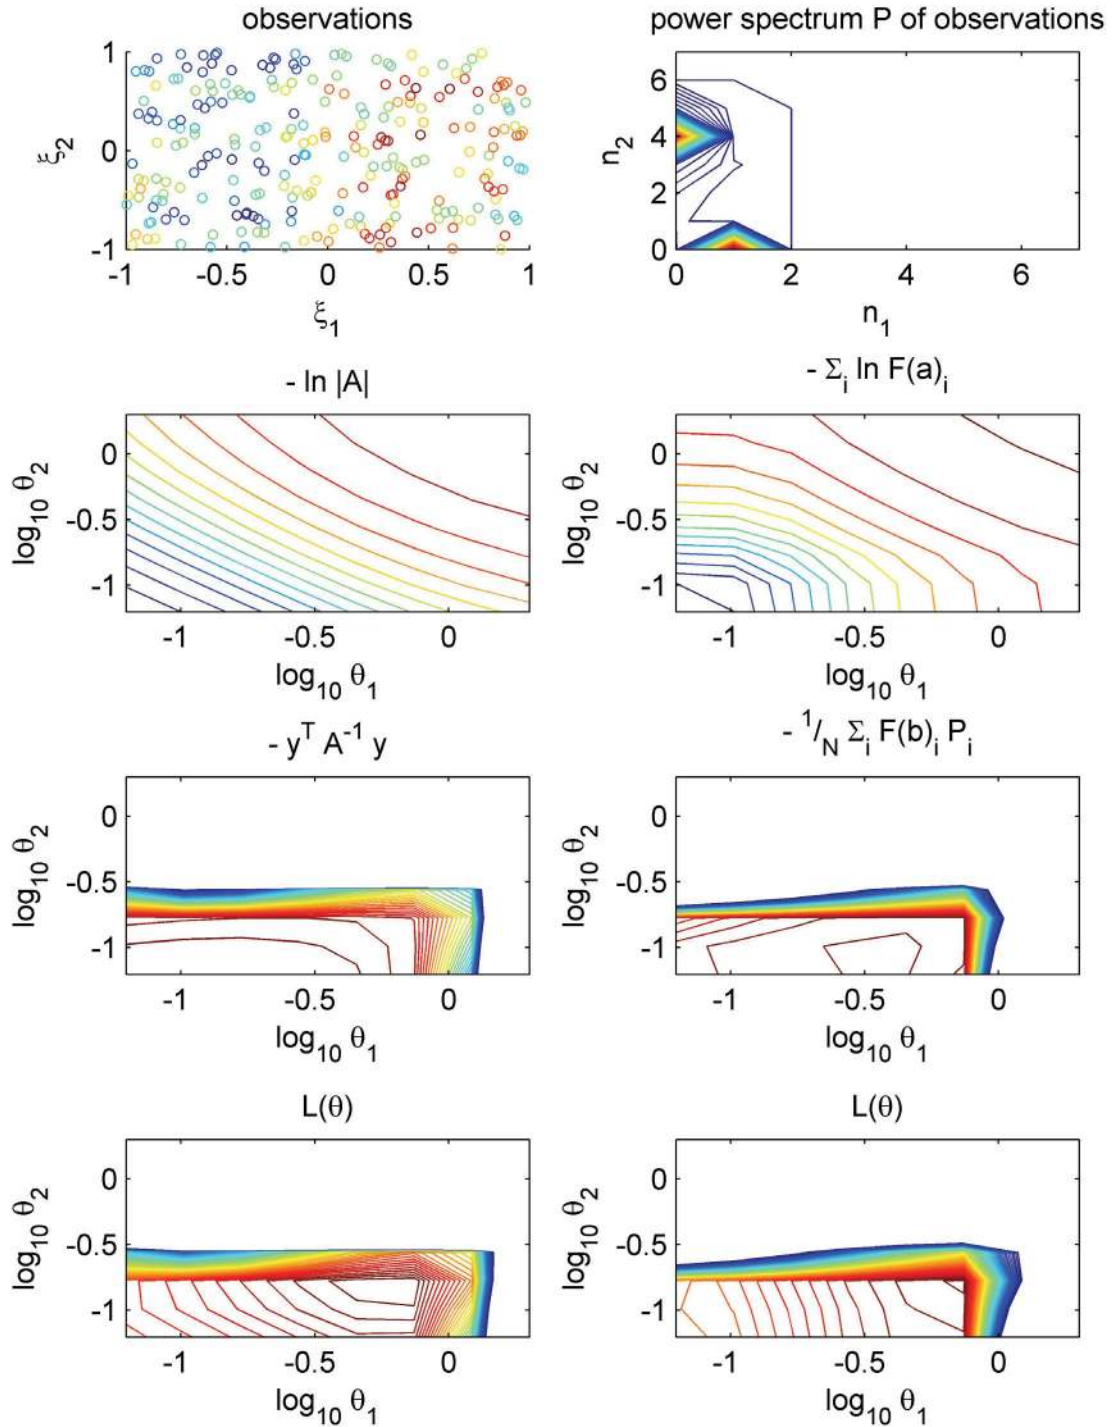 observations
power spectrum P of observations
1
0
-1
ξ2
-1 -0.5 0 0.5 1
ξ1
6
4
2
0
n2
0 2 4 6
n1
- ln |A|
- Σi ln F(a)i
0
-0.5
-1
log10 θ2
-1 -0.5 0
log10 θ1
0
-0.5
-1
log10 θ2
-1 -0.5 0
log10 θ1
- yT A-1 y
- 1/N Σi F(b)i Pi
0
-0.5
-1
log10 θ2
-1 -0.5 0
log10 θ1
0
-0.5
-1
log10 θ2
-1 -0.5 0
log10 θ1
L(θ)
L(θ)
0
-0.5
-1
log10 θ2
-1 -0.5 0
log10 θ1
0
-0.5
-1
log10 θ2
-1 -0.5 0
log10 θ1